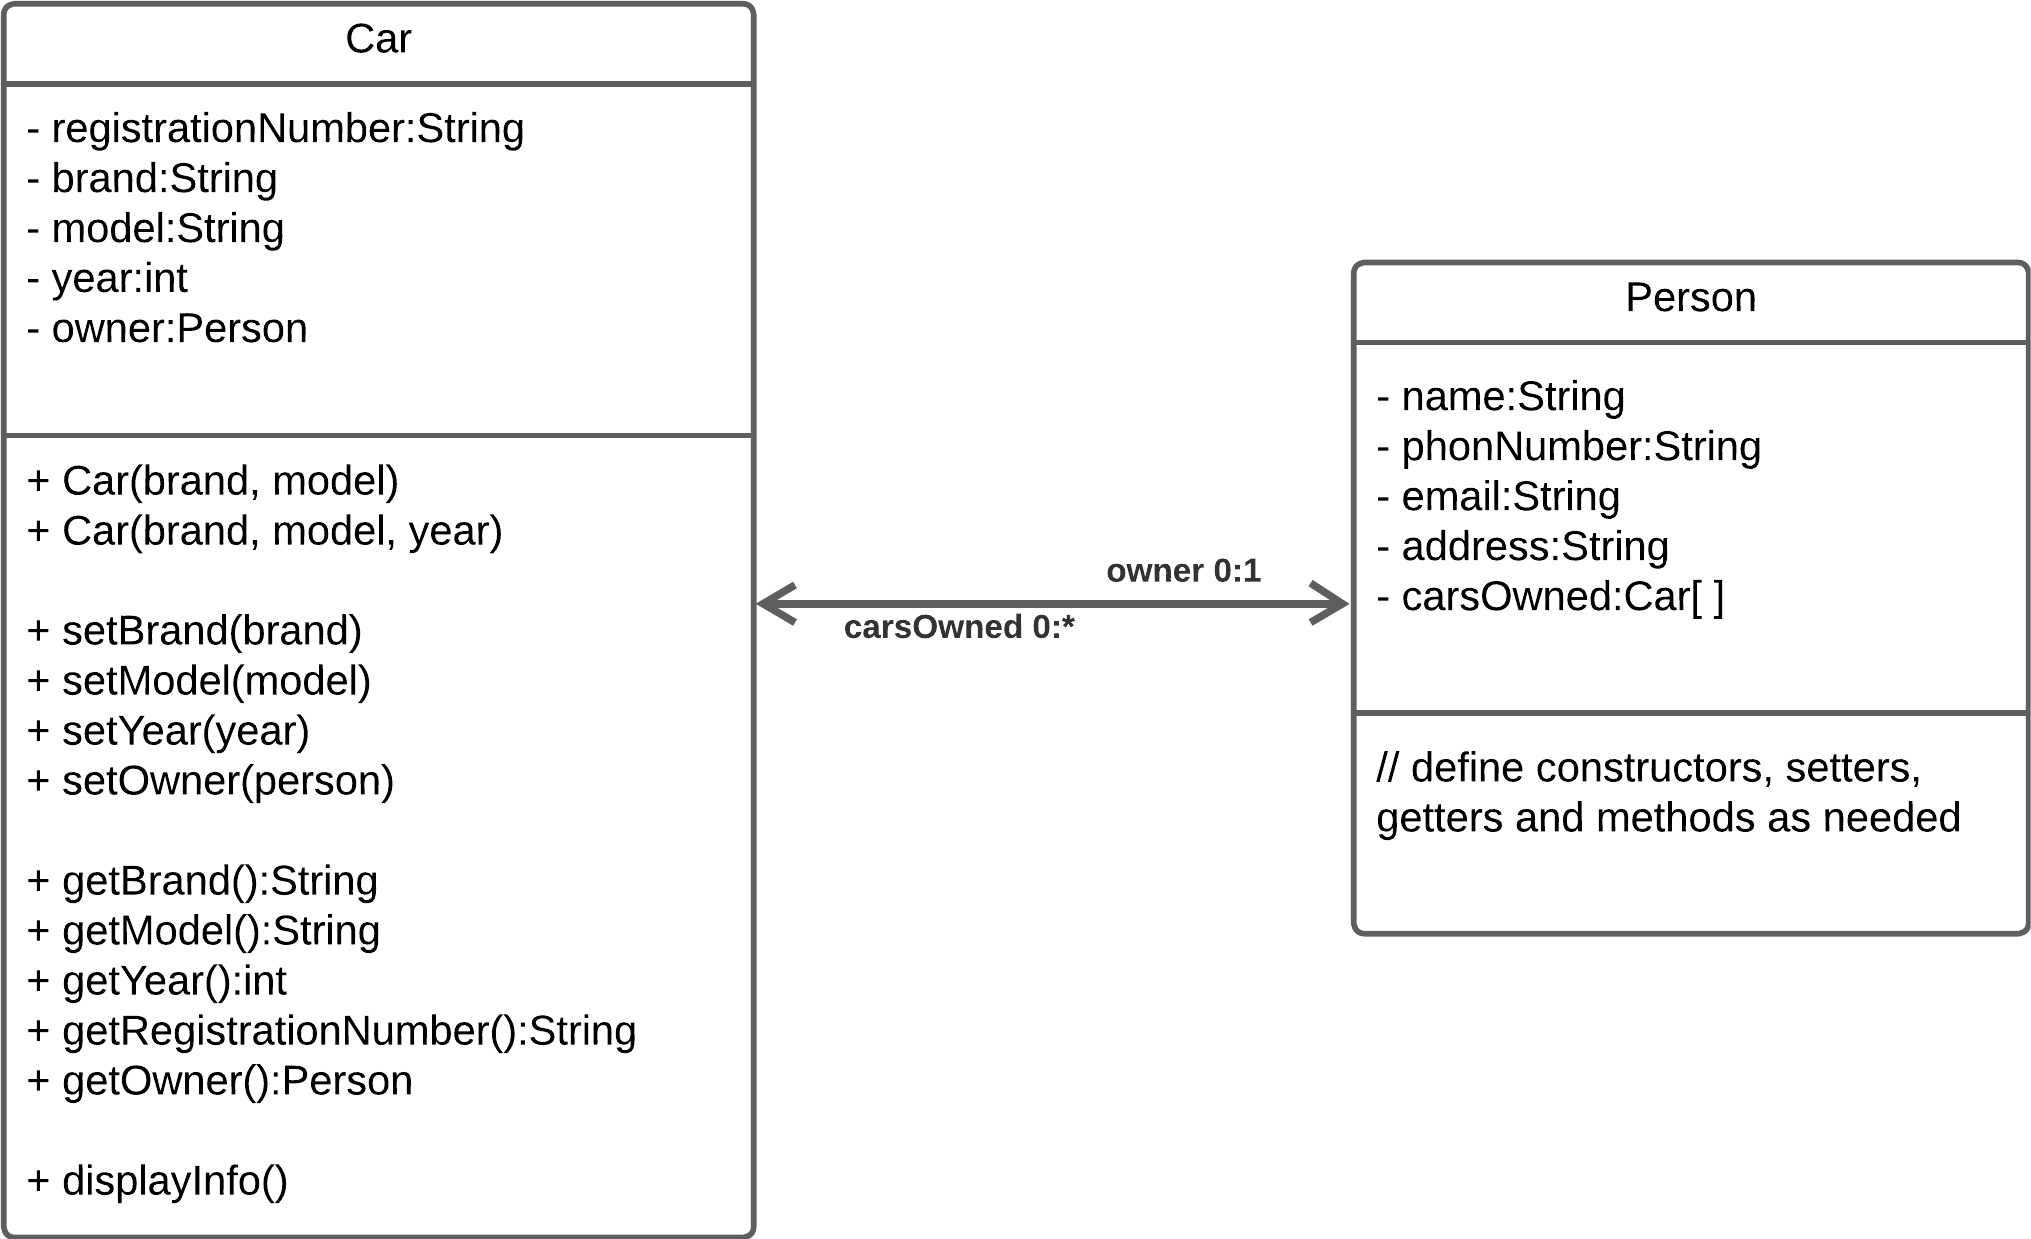 Car
- registrationNumber:String
- brand:String
- model:String
- year:int
- owner:Person
+ Car(brand, model)
+ Car(brand, model, year)
+ setBrand(brand)
+ setModel(model)
+ setYear(year)
+ setOwner(person)
+ getBrand():String
+ getModel():String
+ getYear():int
+ getRegistrationNumber():String
+ getOwner():Person
+ displayInfo()
owner 0:1
carsOwned 0:*
Person
- name:String
- phonNumber:String
- email:String
- address:String
- carsOwned:Car[ ]
// define constructors, setters,
getters and methods as needed